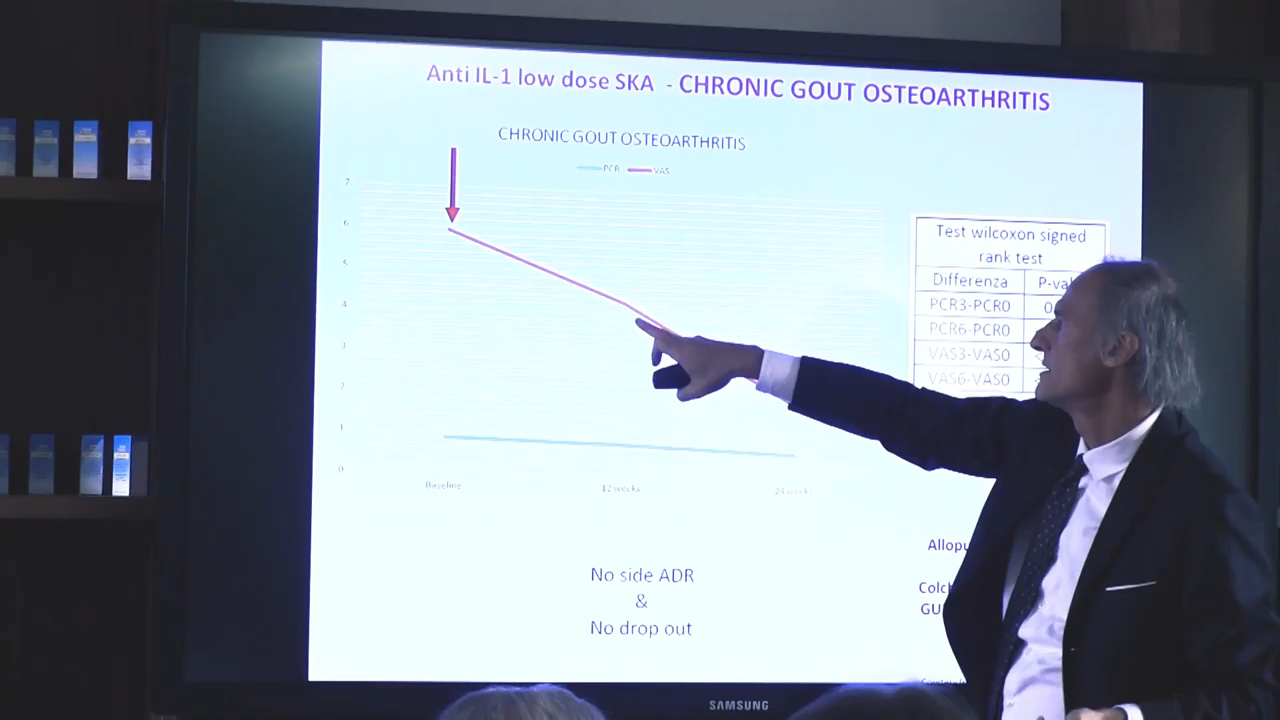 Anti IL-1 low dose SKA - CHRONIC GOUT OSTEOARTHRITIS
CHRONIC GOUT OSTEOARTHRITIS
PCR VAS
7
6
5
4
3
2
1
0
Baseline 12 weeks 24 weeks
No side ADR
&
No drop out
Test wilcoxon signed
rank test
Differenza P-val
PCR3-PCR0 0
PCR6-PCR0
VAS3-VAS0 <
VAS6-VAS0
Allopu
Colch
GU
SAMSUNG